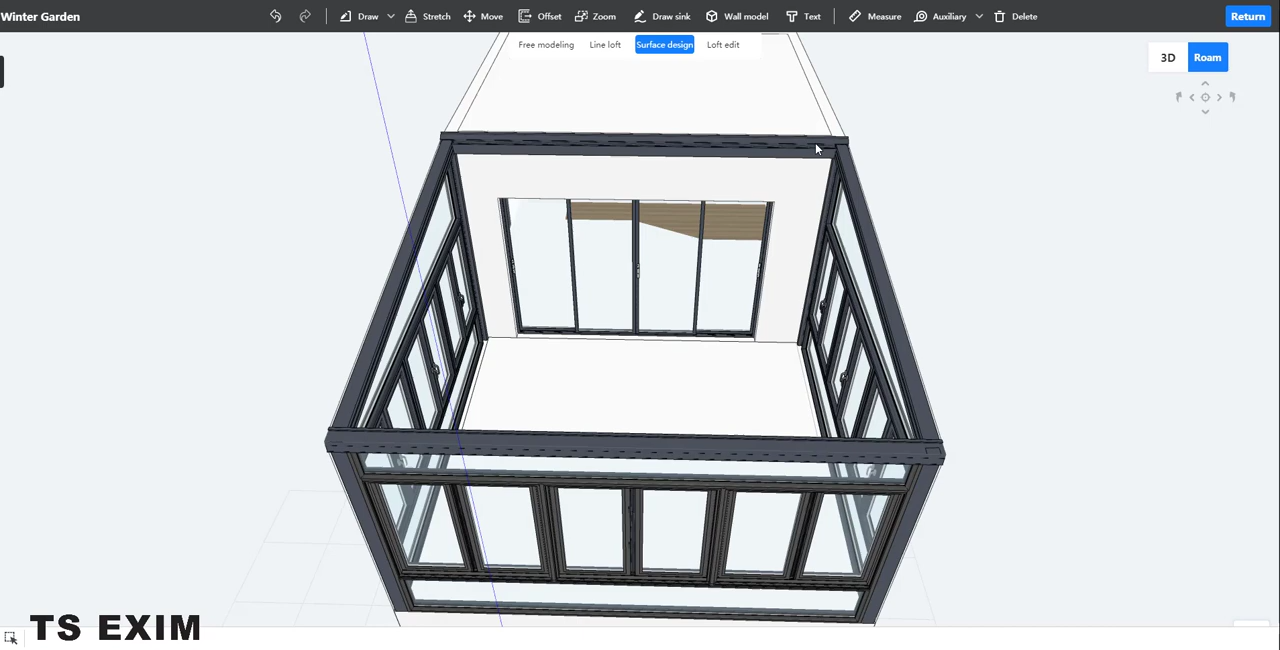 Winter Garden
Draw Stretch Move Offset Zoom Draw sink Wall model Text Measure Auxiliary Delete Return
Free modeling Line loft Surface design Loft edit
3D Roam
TS EXIM